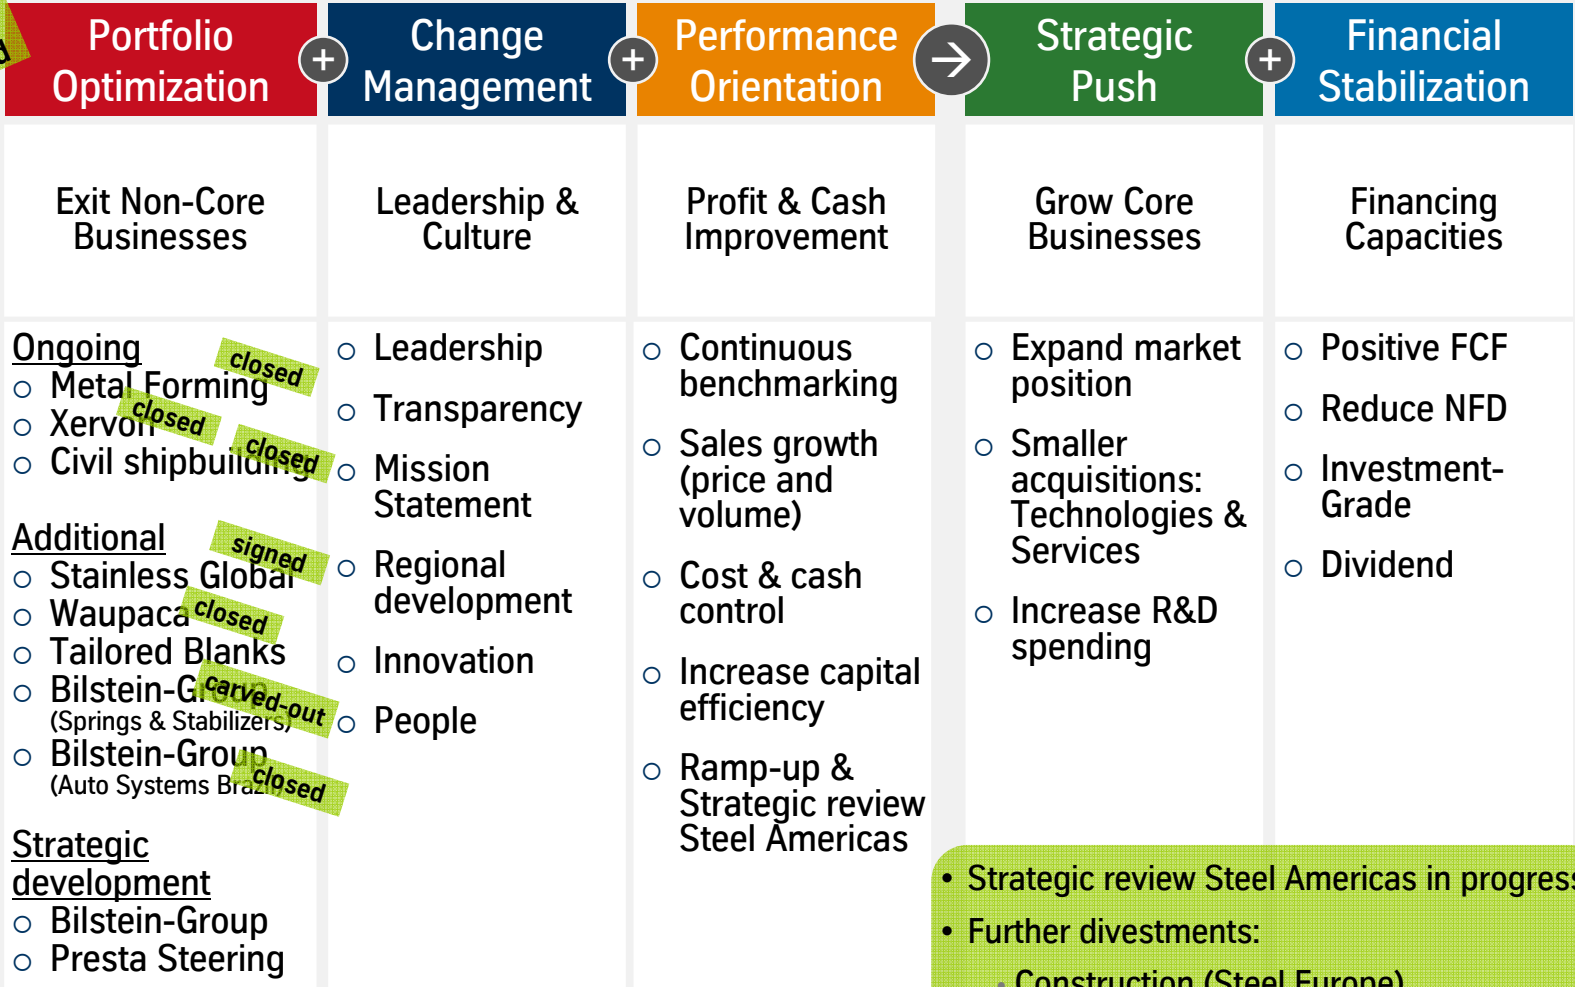 Portfolio
Optimization
+
Change
Management
+
Performance
Orientation
→
Strategic
Push
+
Financial
Stabilization
Exit Non-Core
Businesses
Leadership &
Culture
Profit & Cash
Improvement
Grow Core
Businesses
Financing
Capacities
Ongoing
closed
Metal Forming
closed
Xervon
closed
Civil shipbuilding
Additional
signed
Stainless Global
Waupaca
closed
Tailored Blanks
Bilstein-Group
carved-out
(Springs & Stabilizers)
Bilstein-Group
closed
(Auto Systems Brazil)
Strategic
development
Bilstein-Group
Presta Steering
Leadership
Transparency
Mission
Statement
Regional
development
Innovation
People
Continuous
benchmarking
Sales growth
(price and
volume)
Cost & cash
control
Increase capital
efficiency
Ramp-up &
Strategic review
Steel Americas
Expand market
position
Smaller
acquisitions:
Technologies &
Services
Increase R&D
spending
Positive FCF
Reduce NFD
Investment-
Grade
Dividend
• Strategic review Steel Americas in progress
• Further divestments:
• Construction (Steel Europe)